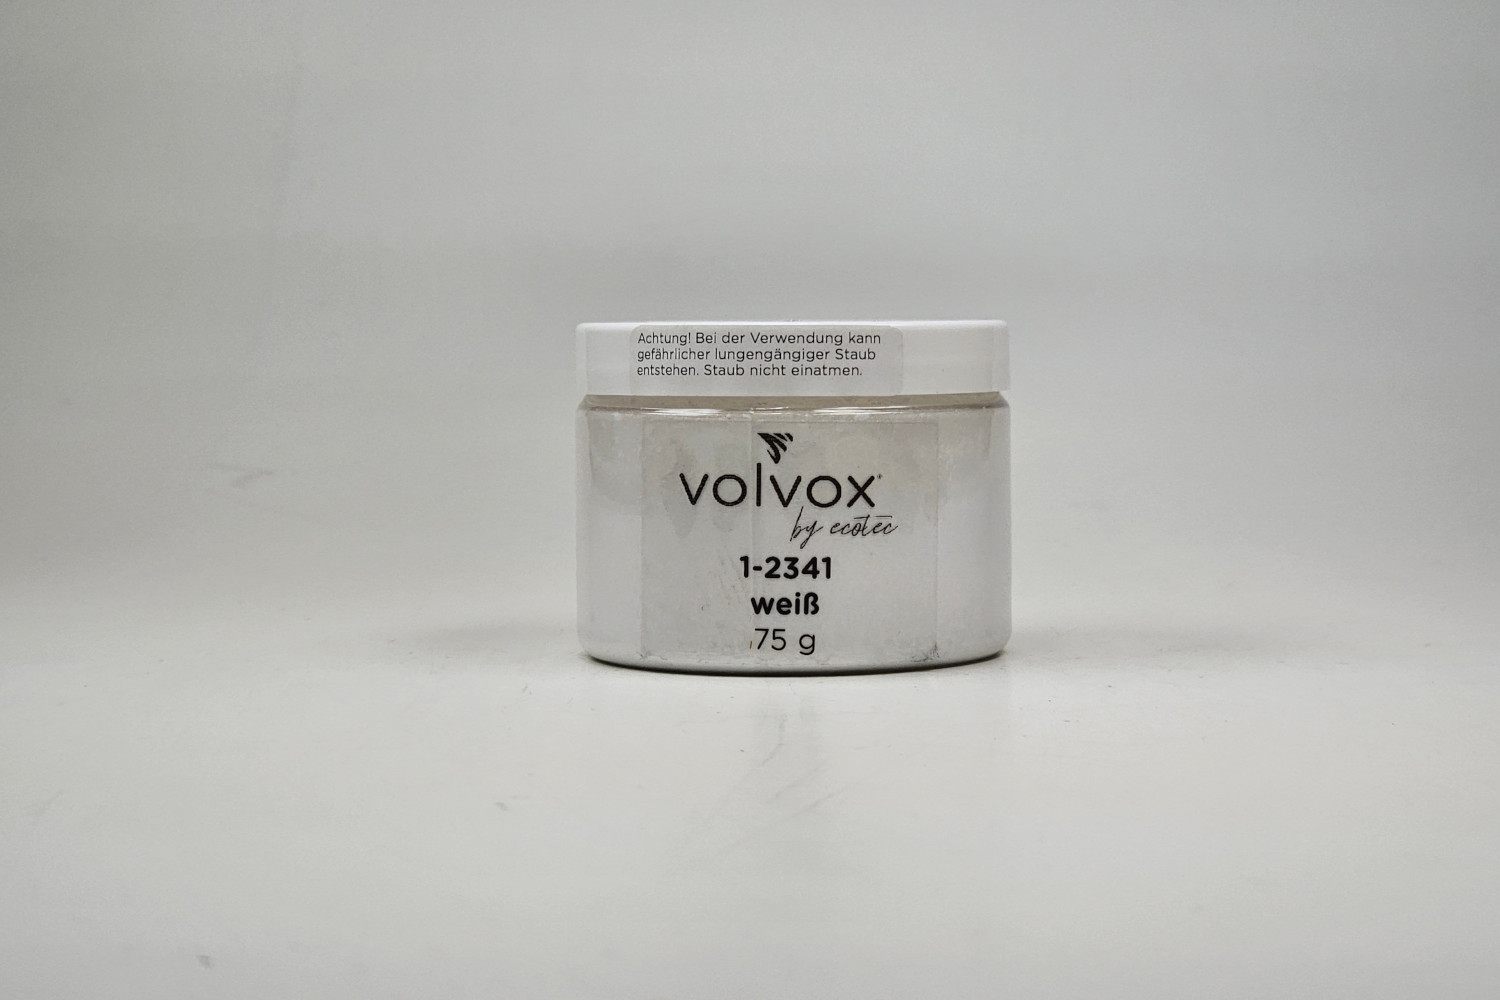 Achtung! Bei der Verwendung kann
gefährlicher lungengängiger Staub
entstehen. Staub nicht einatmen.
volvox
by ecotec
1-2341
weiß
75 g